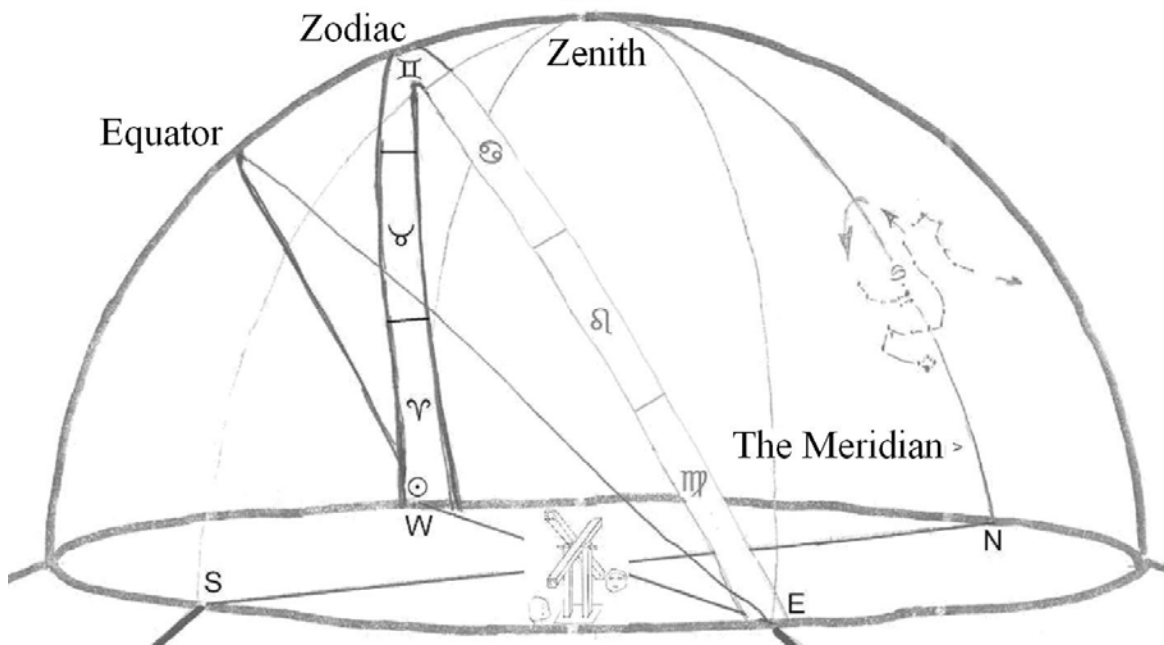 Zodiac
Zenith
♊
Equator
♋
♉
♌
♈
The Meridian >
♍
☉
W
N
S
E